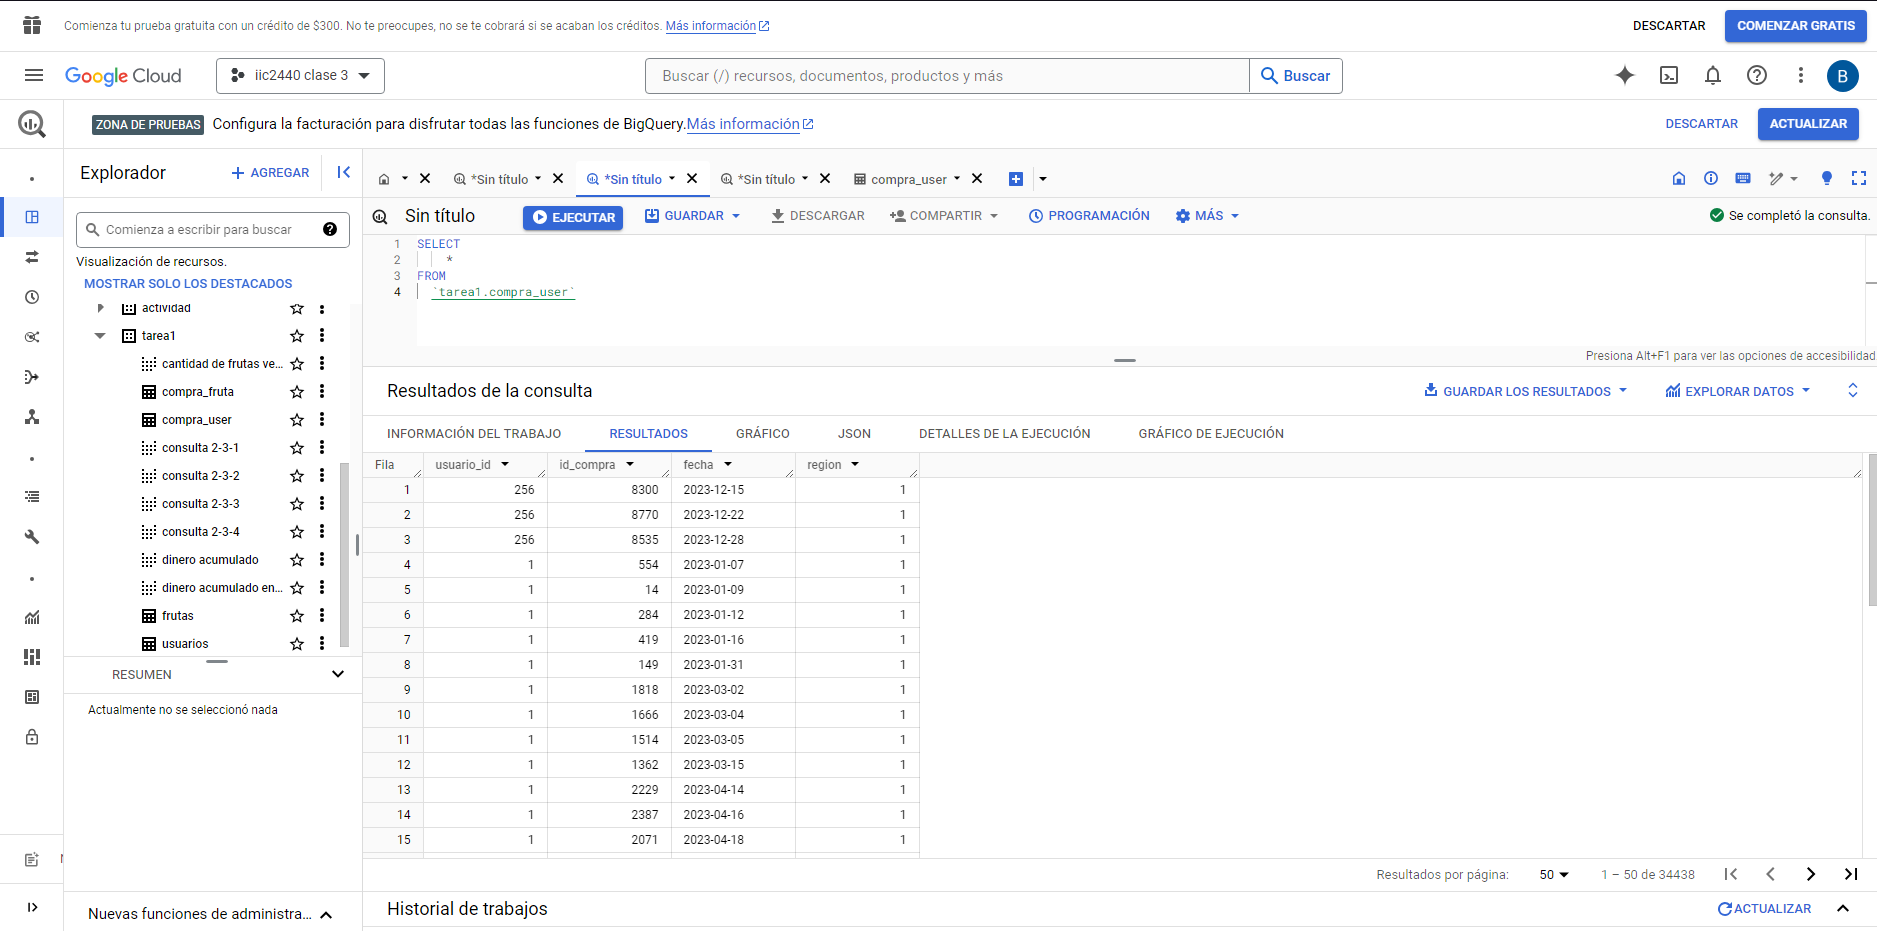 Comienza tu prueba gratuita con un crédito de $300. No te preocupes, no se te cobrará si se acaban los créditos. Más información
DESCARTAR
COMENZAR GRATIS
Google Cloud
iic2440 clase 3
Buscar (/) recursos, documentos, productos y más
Buscar
B
ZONA DE PRUEBAS Configura la facturación para disfrutar todas las funciones de BigQuery. Más información
DESCARTAR
ACTUALIZAR
Explorador
AGREGAR
*Sin título
*Sin título
*Sin título
compra_user
Comienza a escribir para buscar
Visualización de recursos.
MOSTRAR SOLO LOS DESTACADOS
actividad
tarea1
cantidad de frutas ve...
compra_fruta
compra_user
consulta 2-3-1
consulta 2-3-2
consulta 2-3-3
consulta 2-3-4
dinero acumulado
dinero acumulado en...
frutas
usuarios
RESUMEN
Actualmente no se seleccionó nada
Nuevas funciones de administra...
Sin título
EJECUTAR
GUARDAR
DESCARGAR
COMPARTIR
PROGRAMACIÓN
MÁS
Se completó la consulta.
1 SELECT
2 *
3 FROM
4 `tarea1.compra_user`
Presiona Alt+F1 para ver las opciones de accesibilidad
Resultados de la consulta
GUARDAR LOS RESULTADOS
EXPLORAR DATOS
INFORMACIÓN DEL TRABAJO RESULTADOS GRÁFICO JSON DETALLES DE LA EJECUCIÓN GRÁFICO DE EJECUCIÓN
Fila usuario_id id_compra fecha region
1 256 8300 2023-12-15 1
2 256 8770 2023-12-22 1
3 256 8535 2023-12-28 1
4 1 554 2023-01-07 1
5 1 14 2023-01-09 1
6 1 284 2023-01-12 1
7 1 419 2023-01-16 1
8 1 149 2023-01-31 1
9 1 1818 2023-03-02 1
10 1 1666 2023-03-04 1
11 1 1514 2023-03-05 1
12 1 1362 2023-03-15 1
13 1 2229 2023-04-14 1
14 1 2387 2023-04-16 1
15 1 2071 2023-04-18 1
Resultados por página: 50 1 – 50 de 34438
Historial de trabajos
ACTUALIZAR